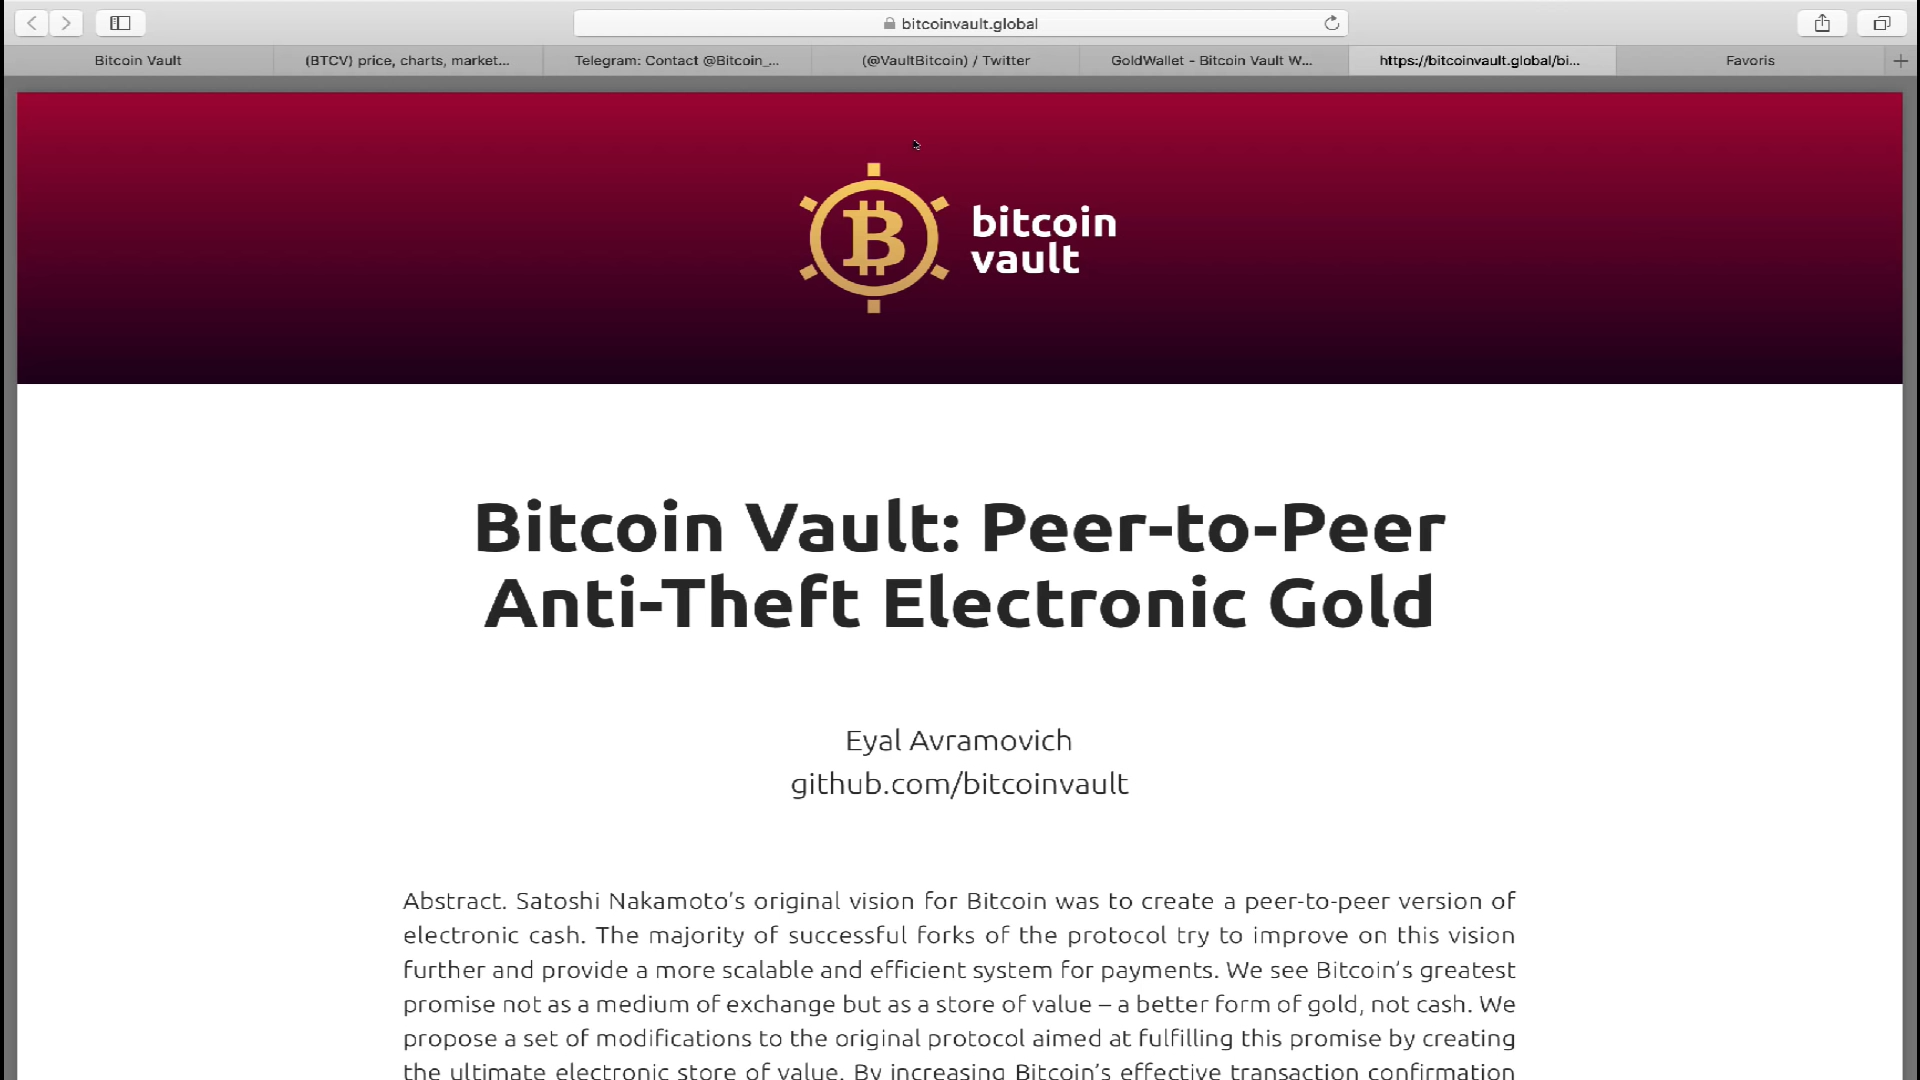 bitcoinvault.global
Bitcoin Vault
(BTCV) price, charts, market...
Telegram: Contact @Bitcoin_...
(@VaultBitcoin) / Twitter
GoldWallet - Bitcoin Vault W...
https://bitcoinvault.global/bi...
Favoris
bitcoin
vault
Bitcoin Vault: Peer-to-Peer
Anti-Theft Electronic Gold
Eyal Avramovich
github.com/bitcoinvault
Abstract. Satoshi Nakamoto’s original vision for Bitcoin was to create a peer-to-peer version of
electronic cash. The majority of successful forks of the protocol try to improve on this vision
further and provide a more scalable and efficient system for payments. We see Bitcoin’s greatest
promise not as a medium of exchange but as a store of value – a better form of gold, not cash. We
propose a set of modifications to the original protocol aimed at fulfilling this promise by creating
the ultimate electronic store of value. By increasing Bitcoin’s effective transaction confirmation